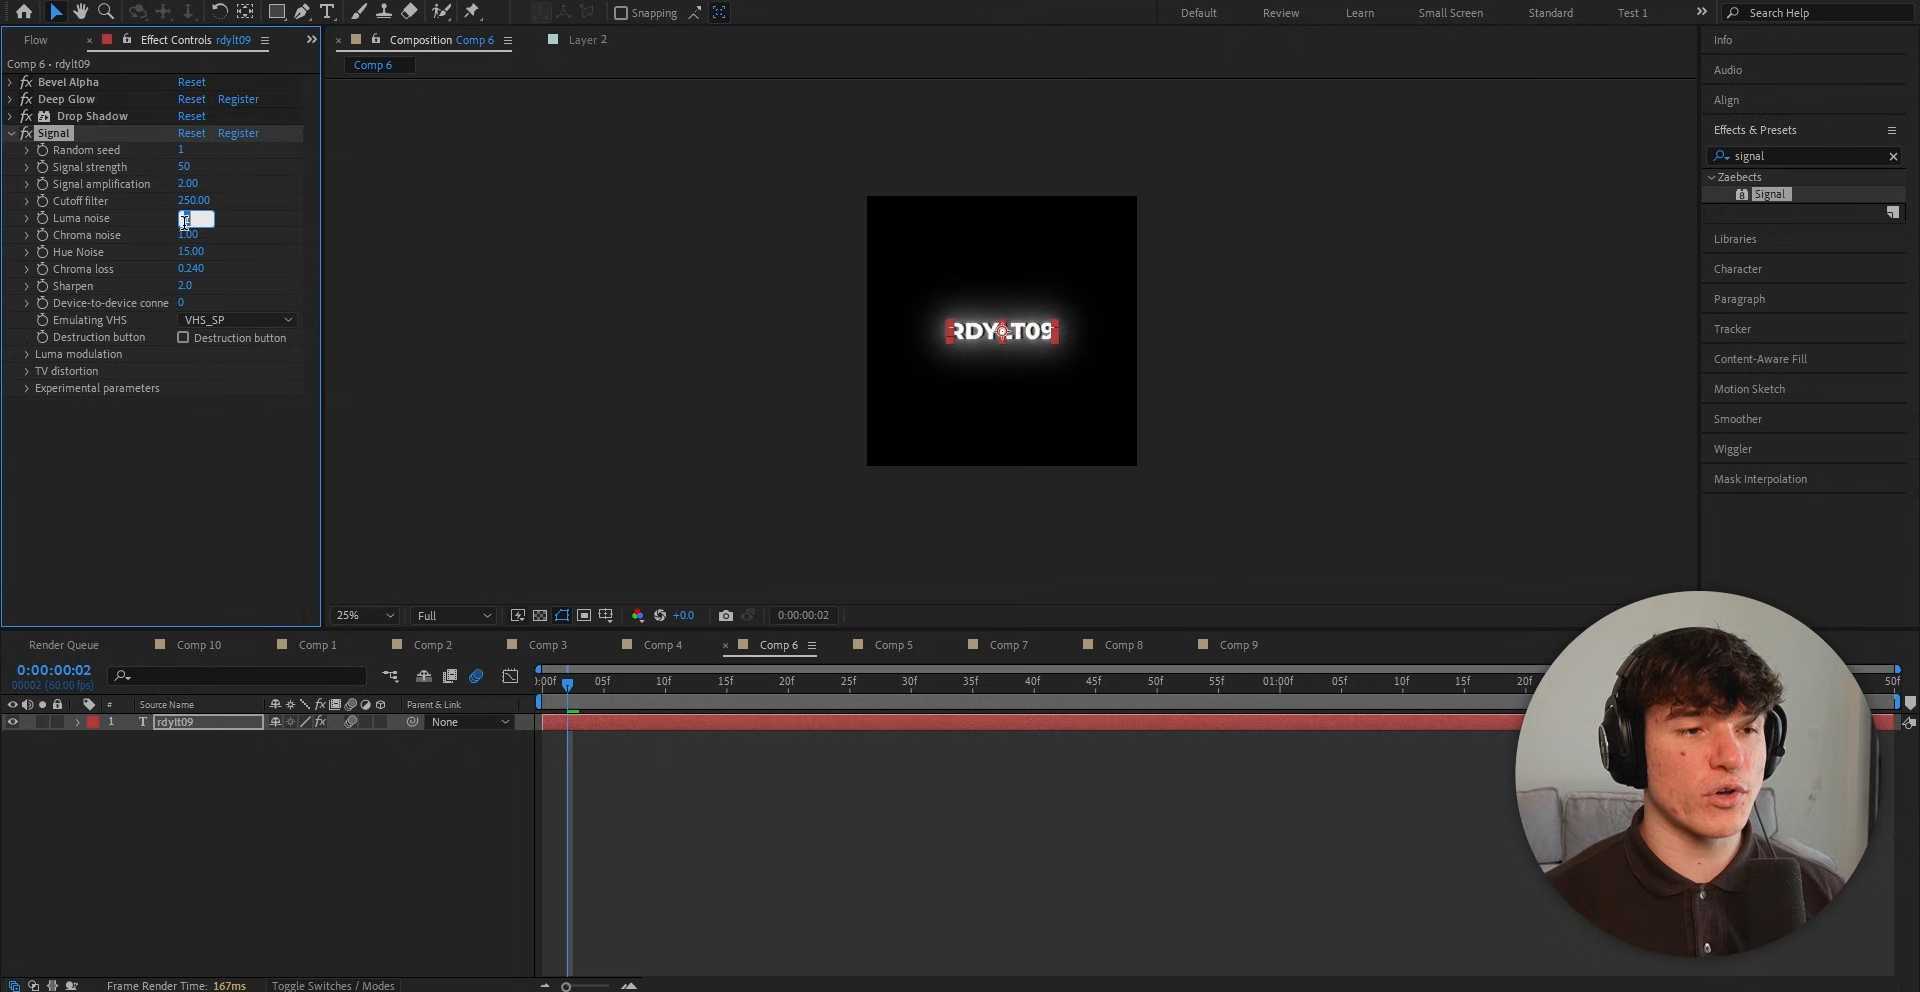 Snapping
Default
Review
Learn
Small Screen
Standard
Test 1
Search Help
Flow
Effect Controls rdylt09
Composition Comp 6
Layer 2
Info
Comp 6 • rdylt09
Comp 6
Audio
Bevel Alpha Reset
Deep Glow Reset Register
Align
Drop Shadow Reset
Signal Reset Register
Effects & Presets
Random seed 1
signal
Signal strength 50
Zaebects
Signal amplification 2.00
Signal
Cutoff filter 250.00
Luma noise
Chroma noise 1.00
Libraries
Hue Noise 15.00
Chroma loss 0.240
Character
Sharpen 2.0
Paragraph
Device-to-device conne 0
Emulating VHS VHS_SP
Tracker
Destruction button Destruction button
RDYLT09
Luma modulation
Content-Aware Fill
TV distortion
Experimental parameters
Motion Sketch
Smoother
Wiggler
Mask Interpolation
25%
Full
+0.0
0:00:00:02
Render Queue
Comp 10
Comp 1
Comp 2
Comp 3
Comp 4
Comp 6
Comp 5
Comp 7
Comp 8
Comp 9
0:00:00:02
00002 (60.00 fps)
):00f 05f 10f 15f 20f 25f 30f 35f 40f 45f 50f 55f 01:00f 05f 10f 15f 20f 50f
# Source Name Parent & Link
1 T rdylt09 None
Frame Render Time: 167ms
Toggle Switches / Modes